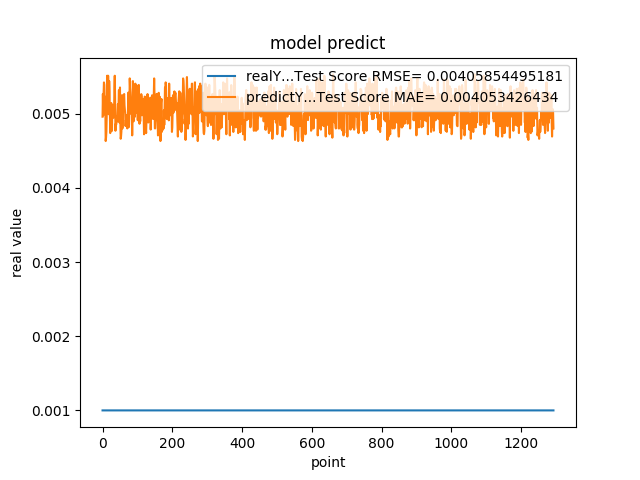 model predict
realY...Test Score RMSE= 0.00405854495181
predictY...Test Score MAE= 0.004053426434
0.005
0.004
0.003
0.002
0.001
real value
0 200 400 600 800 1000 1200
point